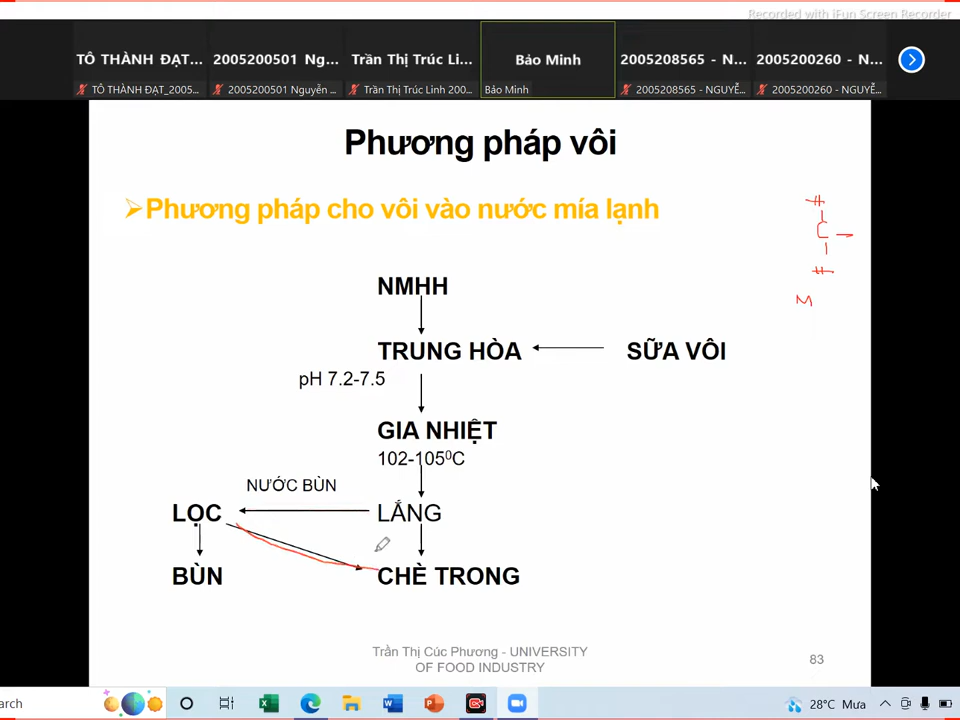 Recorded with iFun Screen Recorder
TÔ THÀNH ĐẠT... 2005200501 Ng... Trần Thị Trúc Li... Bảo Minh 2005208565 - N... 2005200260 - N...
TÔ THÀNH ĐẠT_2005... 2005200501 Nguyễn ... Trần Thị Trúc Linh 200... Bảo Minh 2005208565 - NGUYỄ... 2005200260 - NGUYỄ...
Phương pháp vôi
Phương pháp cho vôi vào nước mía lạnh
NMHH
TRUNG HÒA SỮA VÔI
pH 7.2-7.5
GIA NHIỆT
102-105⁰C
NƯỚC BÙN
LỌC LẮNG
BÙN CHÈ TRONG
Trần Thị Cúc Phương - UNIVERSITY
OF FOOD INDUSTRY
83
arch 28°C Mưa